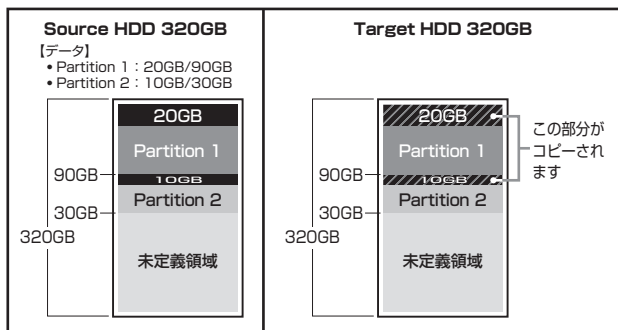 Source HDD 320GB
【データ】
• Partition 1：20GB/90GB
• Partition 2：10GB/30GB
20GB
Partition 1
90GB
10GB
Partition 2
30GB
320GB
未定義領域
Target HDD 320GB
20GB
Partition 1
90GB
10GB
Partition 2
30GB
320GB
未定義領域
この部分が
コピーされ
ます